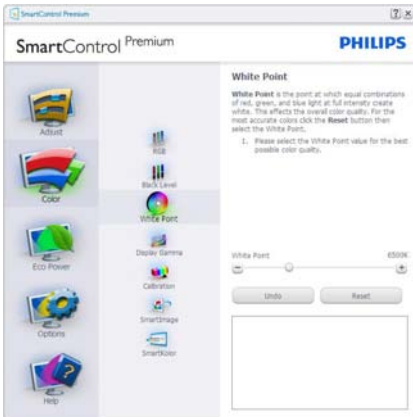 SmartControl Premium
SmartControl Premium
PHILIPS
Adjust
Color
Eco Power
Options
Help
RGB
Black Level
White Point
Display Gamma
Calibration
SmartImage
SmartKolor
White Point
White Point is the point at which equal combinations
of red, green, and blue light at full intensity create
white. This effects the overall color quality. For the
most accurate colors click the Reset button then
select the White Point.
1. Please select the White Point value for the best
possible color quality.
White Point 6500K
Undo Reset